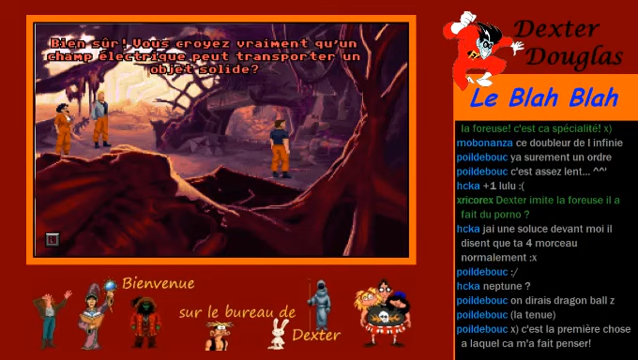 Bien sûr! Vous croyez vraiment qu'un
champ électrique peut transporter un
objet solide?
Bienvenue
sur le bureau de
Dexter
Dexter
Douglas
Le Blah Blah
la foreuse! c'est ca spécialité! x)
mobonanza ce doubleur de l infinie
poildebouc ya surement un ordre
poildebouc c'est assez lent... ^^'
hcka +1 lulu :(
xricorex Dexter imite la foreuse il a
fait du porno ?
hcka jai une soluce devant moi il
disent que ta 4 morceau
normalement :x
poildebouc :/
hcka neptune ?
poildebouc on dirais dragon ball z
poildebouc (la tenue)
poildebouc x) c'est la première chose
a laquel ca m'a fait penser!